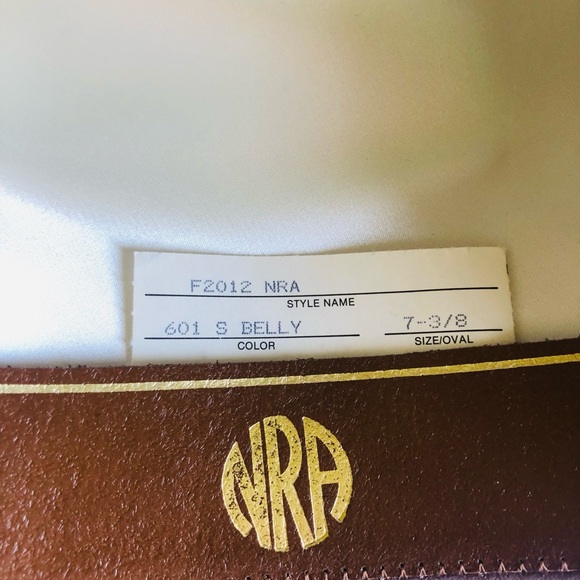 F2012 NRA
STYLE NAME
601 S BELLY 7-3/8
COLOR SIZE/OVAL
NRA